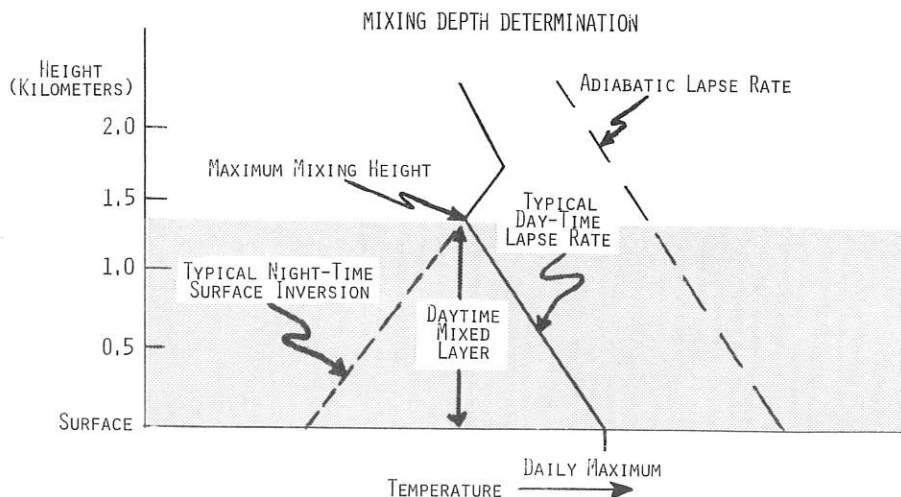 MIXING DEPTH DETERMINATION
HEIGHT
(KILOMETERS)
ADIABATIC LAPSE RATE
2.0
MAXIMUM MIXING HEIGHT
1.5
TYPICAL
DAY-TIME
LAPSE RATE
1.0
TYPICAL NIGHT-TIME
SURFACE INVERSION
DAYTIME
MIXED
LAYER
0.5
SURFACE
DAILY MAXIMUM
TEMPERATURE